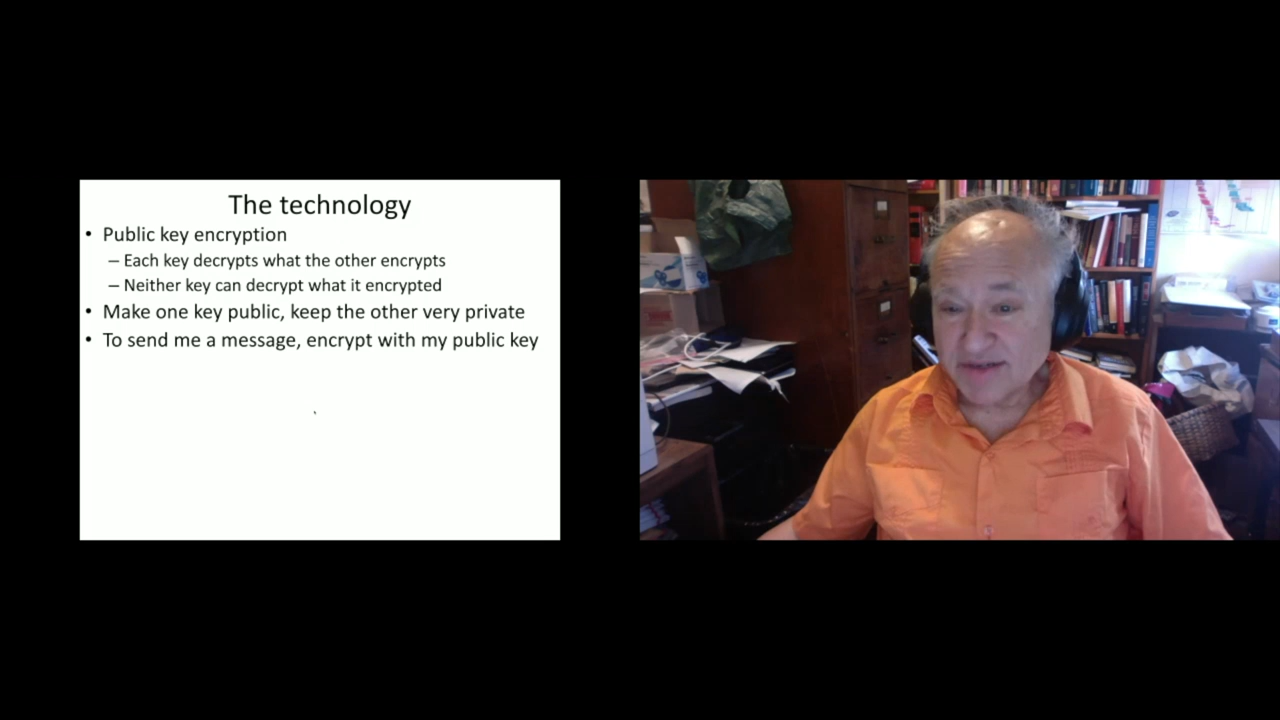 The technology
• Public key encryption
– Each key decrypts what the other encrypts
– Neither key can decrypt what it encrypted
• Make one key public, keep the other very private
• To send me a message, encrypt with my public key